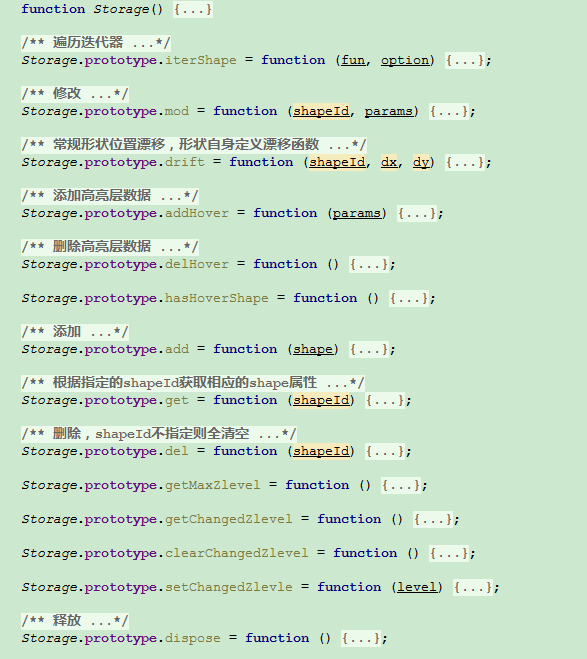 function Storage() {...}
/** 遍历迭代器 ...*/
Storage.prototype.iterShape = function (fun, option) {...};
/** 修改 ...*/
Storage.prototype.mod = function (shapeId, params) {...};
/** 常规形状位置漂移，形状自身定义漂移函数 ...*/
Storage.prototype.drift = function (shapeId, dx, dy) {...};
/** 添加高亮层数据 ...*/
Storage.prototype.addHover = function (params) {...};
/** 删除高亮层数据 ...*/
Storage.prototype.delHover = function () {...};
Storage.prototype.hasHoverShape = function () {...};
/** 添加 ...*/
Storage.prototype.add = function (shape) {...};
/** 根据指定的shapeId获取相应的shape属性 ...*/
Storage.prototype.get = function (shapeId) {...};
/** 删除，shapeId不指定则全清空 ...*/
Storage.prototype.del = function (shapeId) {...};
Storage.prototype.getMaxZlevel = function () {...};
Storage.prototype.getChangedZlevel = function () {...};
Storage.prototype.clearChangedZlevel = function () {...};
Storage.prototype.setChangedZlevle = function (level) {...};
/** 释放 ...*/
Storage.prototype.dispose = function () {...};